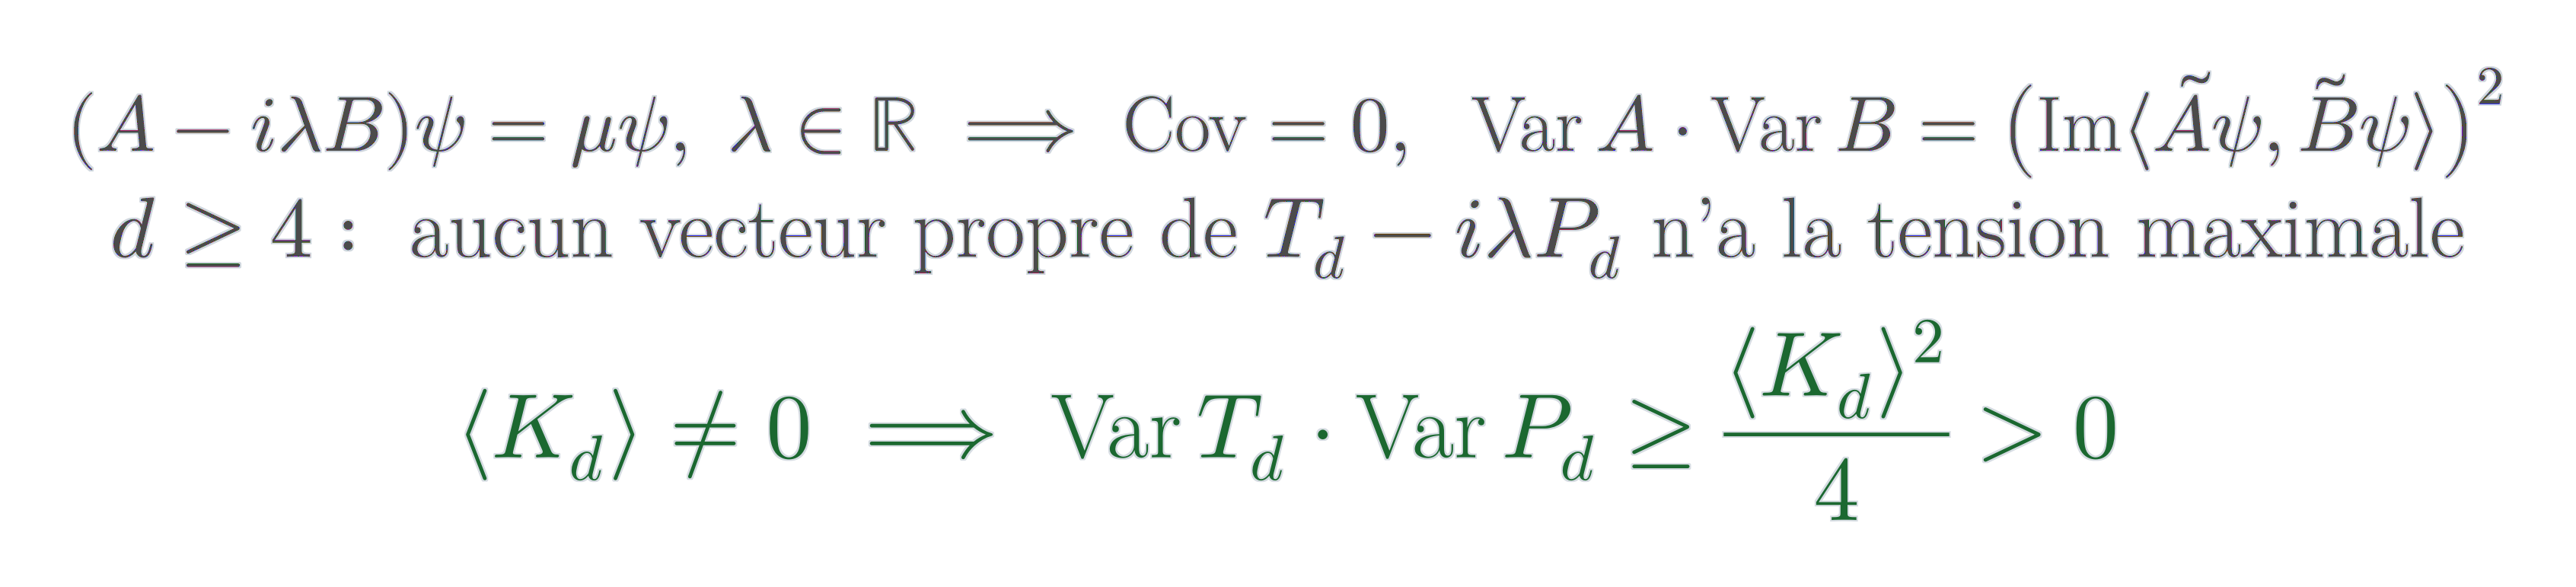 (A − iλB)ψ = μψ, λ ∈ ℝ ⟹ Cov = 0, Var A · Var B = (Im⟨Ãψ, B̃ψ⟩)²
d ≥ 4 : aucun vecteur propre de T_d − iλP_d n'a la tension maximale
⟨K_d⟩ ≠ 0 ⟹ Var T_d · Var P_d ≥ ⟨K_d⟩²/4 > 0